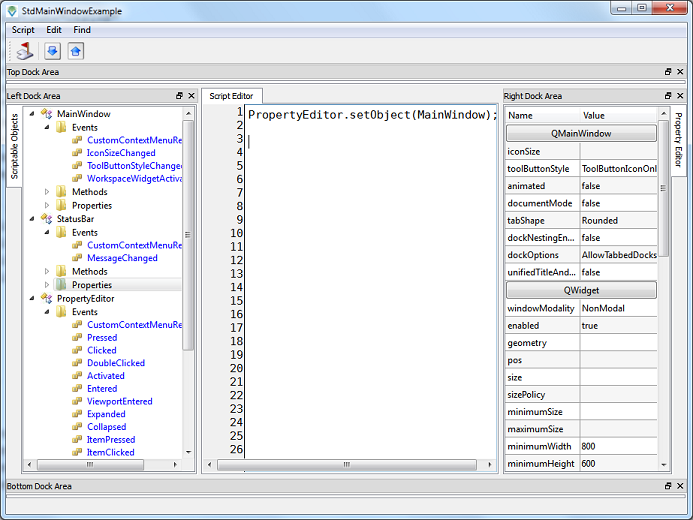 StdMainWindowExample
Script Edit Find
Top Dock Area
Left Dock Area
Scriptable Objects
MainWindow
Events
CustomContextMenuRe
IconSizeChanged
ToolButtonStyleChanged
WorkspaceWidgetActiva
Methods
Properties
StatusBar
Events
CustomContextMenuRe
MessageChanged
Methods
Properties
PropertyEditor
Events
CustomContextMenuRe
Pressed
Clicked
DoubleClicked
Activated
Entered
ViewportEntered
Expanded
Collapsed
ItemPressed
ItemClicked
Script Editor
1 PropertyEditor.setObject(MainWindow);
2
3
4
5
6
7
8
9
10
11
12
13
14
15
16
17
18
19
20
21
22
23
24
25
26
Right Dock Area
Property Editor
Name Value
QMainWindow
iconSize
toolButtonStyle ToolButtonIconOnl
animated false
documentMode false
tabShape Rounded
dockNestingEn... false
dockOptions AllowTabbedDocks
unifiedTitleAnd... false
QWidget
windowModality NonModal
enabled true
geometry
pos
size
sizePolicy
minimumSize
maximumSize
minimumWidth 800
minimumHeight 600
Bottom Dock Area